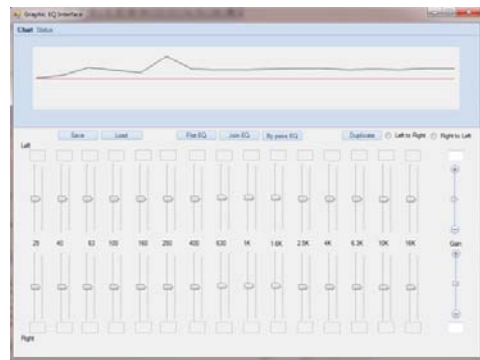 Graphic EQ Interface
Chart Status
Save Load Flat EQ Join EQ By pass EQ Duplicate Left to Right Right to Left
Left
25 40 63 100 160 250 400 630 1K 1.6K 2.5K 4K 6.3K 10K 16K Gain
Right